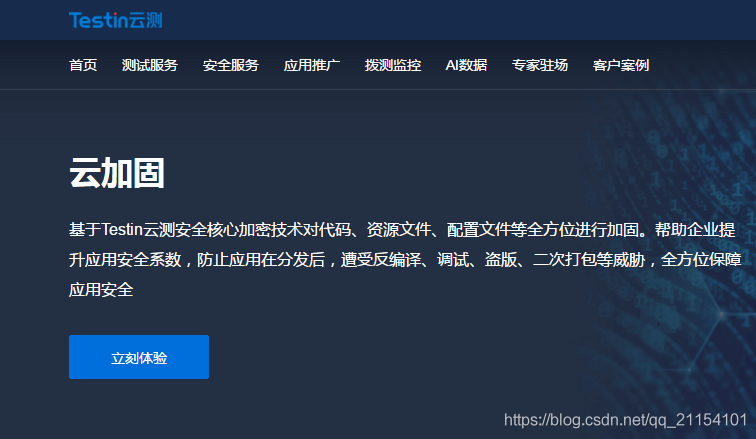 Testin云测
首页 测试服务 安全服务 应用推广 拨测监控 AI数据 专家驻场 客户案例
云加固
基于Testin云测安全核心加密技术对代码、资源文件、配置文件等全方位进行加固。帮助企业提
升应用安全系数，防止应用在分发后，遭受反编译、调试、盗版、二次打包等威胁，全方位保障
应用安全
立刻体验
https://blog.csdn.net/qq_21154101